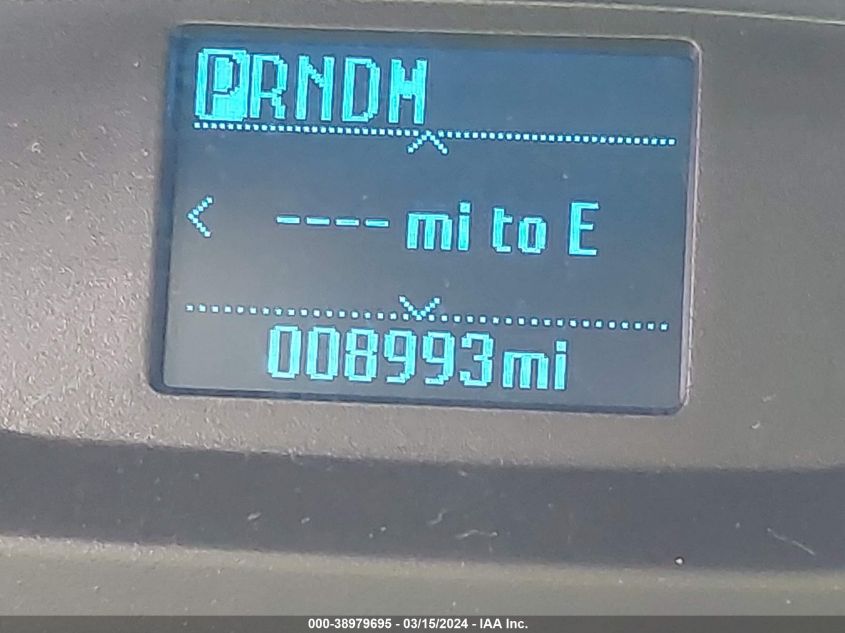 PRNDM
---- mi to E
008993mi
000-38979695 - 03/15/2024 - IAA Inc.